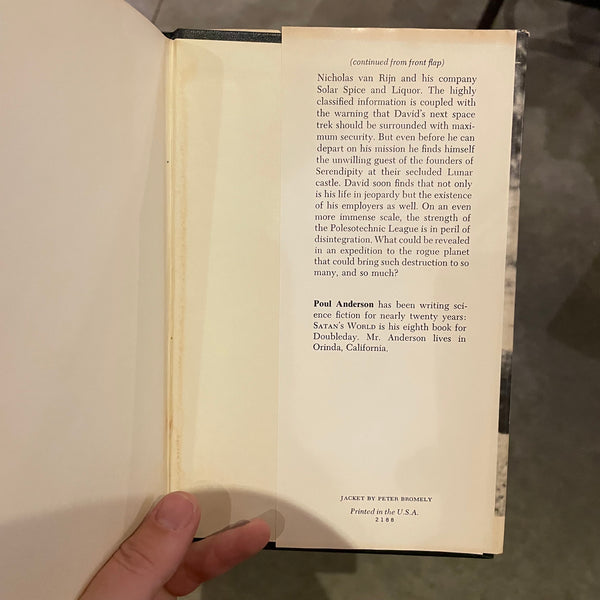 (continued from front flap)
Nicholas van Rijn and his company
Solar Spice and Liquor. The highly
classified information is coupled with
the warning that David's next space
trek should be surrounded with maxi-
mum security. But even before he can
depart on his mission he finds himself
the unwilling guest of the founders of
Serendipity at their secluded Lunar
castle. David soon finds that not only
is his life in jeopardy but the existence
of his employers as well. On an even
more immense scale, the strength of
the Polesotechnic League is in peril of
disintegration. What could be revealed
in an expedition to the rogue planet
that could bring such destruction to so
many, and so much?
Poul Anderson has been writing sci-
ence fiction for nearly twenty years:
SATAN'S WORLD is his eighth book for
Doubleday. Mr. Anderson lives in
Orinda, California.
JACKET BY PETER BROMELY
Printed in the U.S.A.
2188